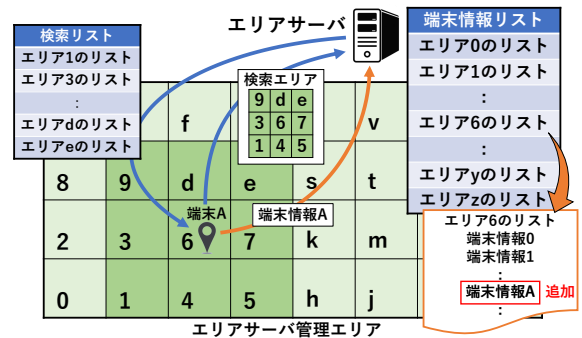 検索リスト
エリア1のリスト
エリア3のリスト
:
エリアdのリスト
エリアeのリスト
エリアサーバ
端末情報リスト
エリア0のリスト
エリア1のリスト
:
エリア6のリスト
:
エリアyのリスト
エリアzのリスト
検索エリア
9 d e
3 6 7
1 4 5
f v
8 9 d e s t
端末A
端末情報A
2 3 6 7 k m
0 1 4 5 h j
エリアサーバ管理エリア
エリア6のリスト
端末情報0
端末情報1
:
端末情報A 追加
: